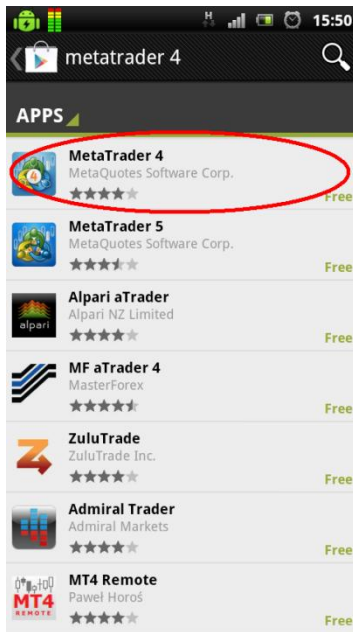 H 15:50
metatrader 4
APPS
MetaTrader 4
4
MetaQuotes Software Corp.
Free
MetaTrader 5
MetaQuotes Software Corp.
Free
Alpari aTrader
alpari
Alpari NZ Limited
Free
MF aTrader 4
MasterForex
Free
ZuluTrade
ZuluTrade Inc.
Free
Admiral Trader
Admiral Markets
Free
MT4 Remote
MT4
REMOTE
Paweł Horoś
Free